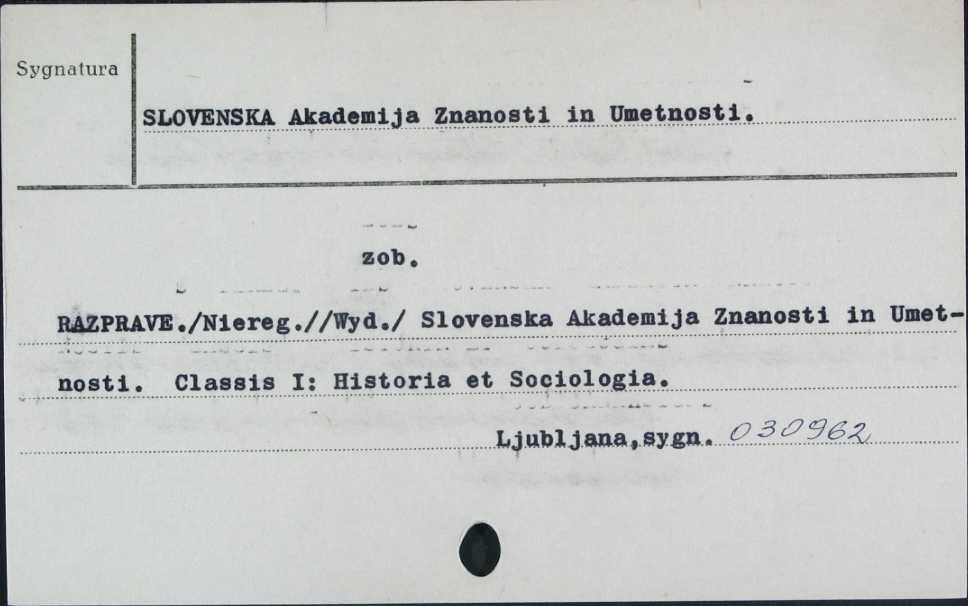 Sygnatura
SLOVENSKA Akademija Znanosti in Umetnosti.
zob.
RAZPRAVE./Niereg.//Wyd./ Slovenska Akademija Znanosti in Umet-
nosti. Classis I: Historia et Sociologia.
Ljubljana,sygn. 030962